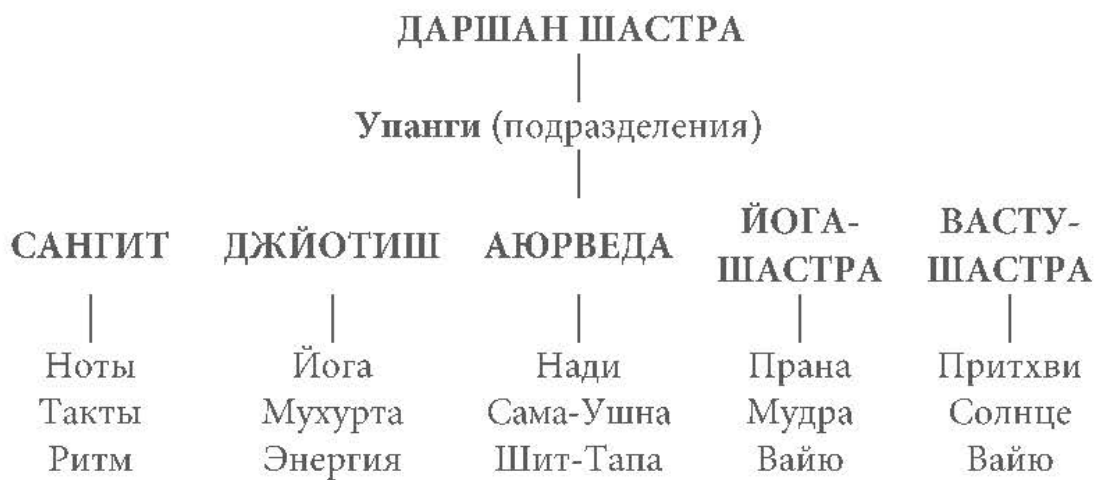 ДАРШАН ШАСТРА
Упанги (подразделения)
САНГИТ ДЖЙОТИШ АЮРВЕДА ЙОГА-ШАСТРА ВАСТУ-ШАСТРА
Ноты Йога Нади Прана Притхви
Такты Мухурта Сама-Ушна Мудра Солнце
Ритм Энергия Шит-Тапа Вайю Вайю